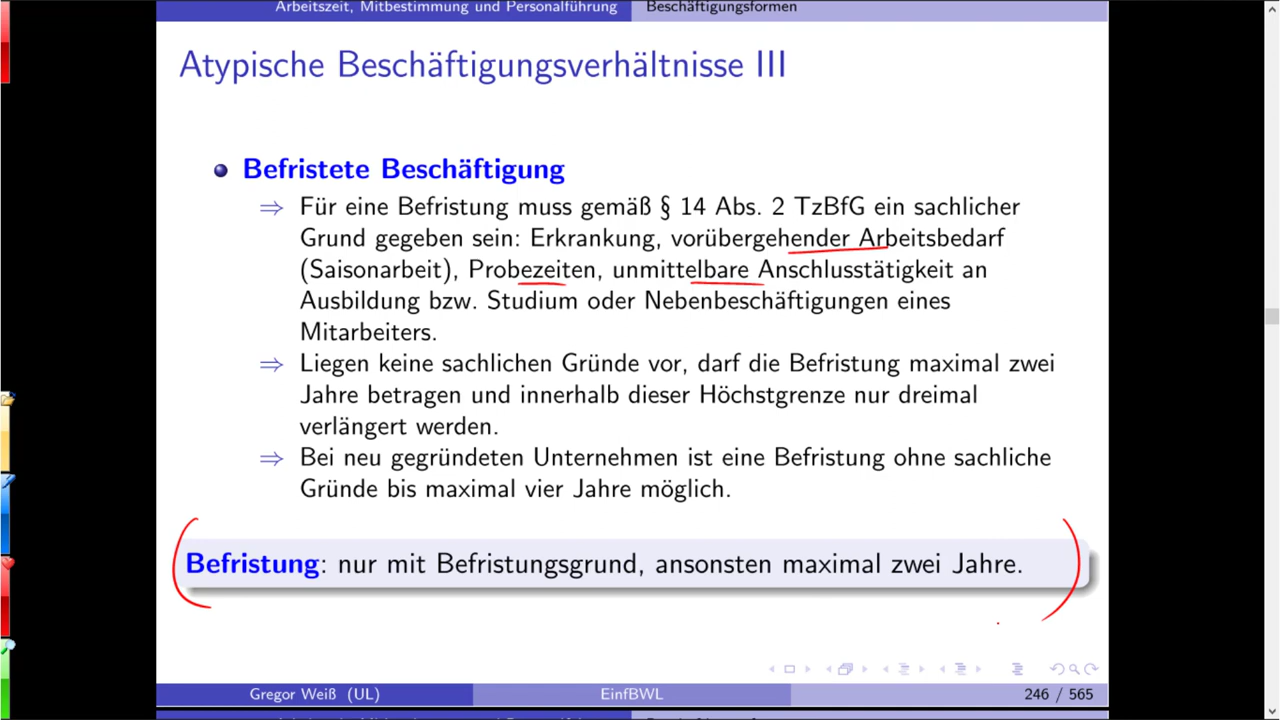 Arbeitszeit, Mitbestimmung und Personalführung Beschäftigungsformen
Atypische Beschäftigungsverhältnisse III
Befristete Beschäftigung
⇒ Für eine Befristung muss gemäß § 14 Abs. 2 TzBfG ein sachlicher
Grund gegeben sein: Erkrankung, vorübergehender Arbeitsbedarf
(Saisonarbeit), Probezeiten, unmittelbare Anschlusstätigkeit an
Ausbildung bzw. Studium oder Nebenbeschäftigungen eines
Mitarbeiters.
⇒ Liegen keine sachlichen Gründe vor, darf die Befristung maximal zwei
Jahre betragen und innerhalb dieser Höchstgrenze nur dreimal
verlängert werden.
⇒ Bei neu gegründeten Unternehmen ist eine Befristung ohne sachliche
Gründe bis maximal vier Jahre möglich.
Befristung: nur mit Befristungsgrund, ansonsten maximal zwei Jahre.
Gregor Weiß (UL) EinfBWL 246 / 565